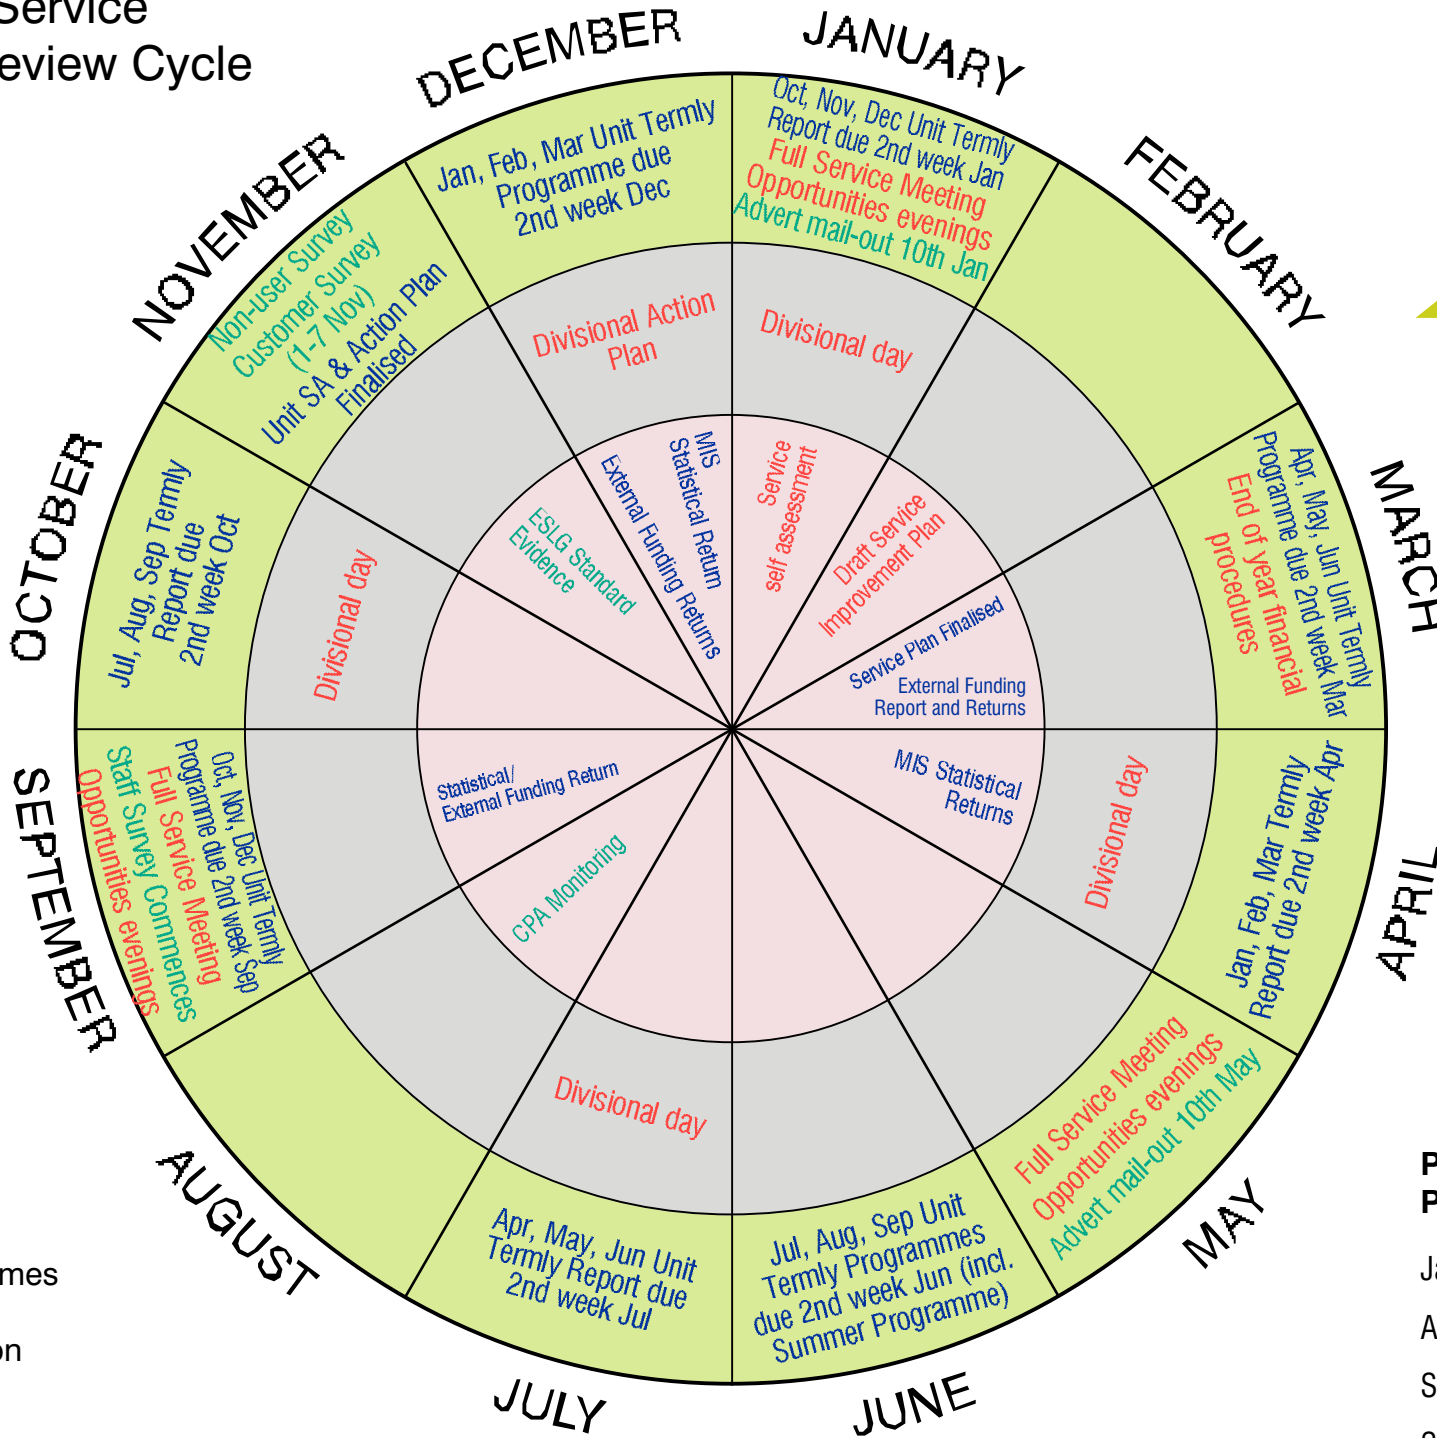 Service
eview Cycle
JANUARY
Oct, Nov, Dec Unit Termly
Report due 2nd week Jan
Full Service Meeting
Opportunities evenings
Advert mail-out 10th Jan
Divisional day
Service
self assessment
FEBRUARY
Draft Service
Improvement Plan
MARCH
Apr, May, Jun Unit Termly
Programme due 2nd week Mar
End of year financial
procedures
Service Plan Finalised
External Funding
Report and Returns
APRIL
Jan, Feb, Mar Termly
Report due 2nd week Apr
Divisional day
MIS Statistical
Returns
MAY
Full Service Meeting
Opportunities evenings
Advert mail-out 10th May
JUNE
Jul, Aug, Sep Unit
Termly Programmes
due 2nd week Jun (incl.
Summer Programme)
JULY
Apr, May, Jun Unit
Termly Report due
2nd week Jul
Divisional day
AUGUST
CPA Monitoring
SEPTEMBER
Oct, Nov, Dec Unit Termly
Programme due 2nd week Sep
Full Service Meeting
Staff Survey Commences
Opportunities evenings
Statistical/
External Funding Return
OCTOBER
Jul, Aug, Sep Termly
Report due
2nd week Oct
Divisional day
NOVEMBER
Non-user Survey
Customer Survey
(1-7 Nov)
Unit SA & Action Plan
Finalised
ESLG Standard
Evidence
DECEMBER
Jan, Feb, Mar Unit Termly
Programme due
2nd week Dec
Divisional Action
Plan
MIS
Statistical Return
External Funding Returns
mes
on
P
P
Ja
A
S